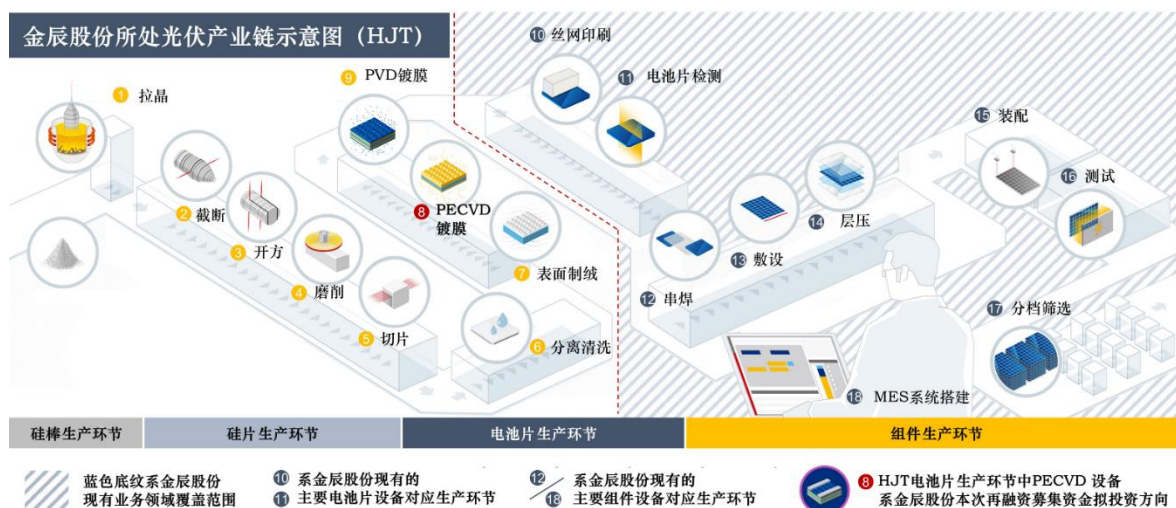 金辰股份所处光伏产业链示意图（HJT）
① 拉晶
② 截断
③ 开方
④ 磨削
⑤ 切片
⑥ 分离清洗
⑦ 表面制绒
⑧ PECVD
镀膜
⑨ PVD镀膜
⑩ 丝网印刷
⑪ 电池片检测
⑫ 串焊
⑬ 敷设
⑭ 层压
⑮ 装配
⑯ 测试
⑰ 分档筛选
⑱ MES系统搭建
硅棒生产环节
硅片生产环节
电池片生产环节
组件生产环节
蓝色底纹系金辰股份
现有业务领域覆盖范围
⑩ 系金辰股份现有的
⑪ 主要电池片设备对应生产环节
⑫ 系金辰股份现有的
⑱ 主要组件设备对应生产环节
⑧ HJT电池片生产环节中PECVD 设备
系金辰股份本次再融资募集资金拟投资方向